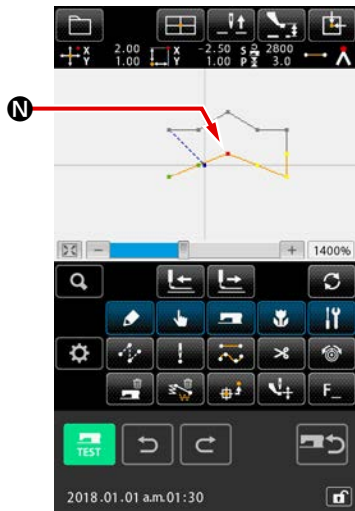 X 2.00 X -2.50 S 2800
Y 1.00 Y 1.00 P 3.0
N
1400%
F_
TEST
2018.01.01 a.m.01:30